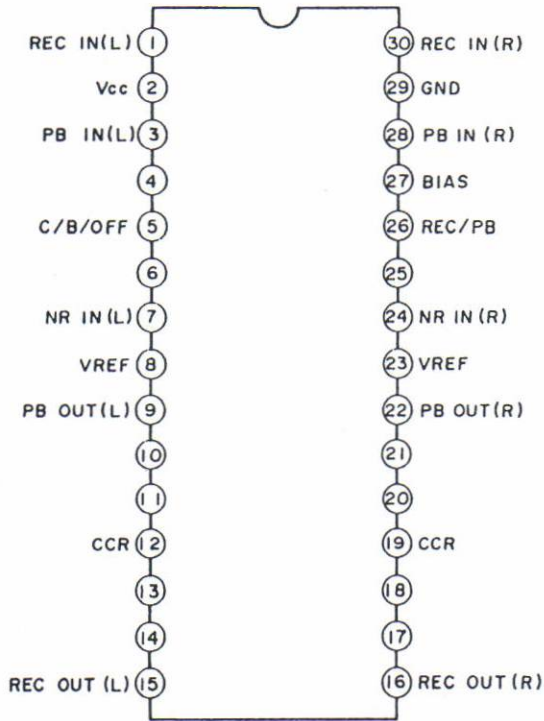 REC IN(L) 1 30 REC IN(R)
Vcc 2 29 GND
PB IN(L) 3 28 PB IN(R)
4 27 BIAS
C/B/OFF 5 26 REC/PB
6 25
NR IN(L) 7 24 NR IN(R)
VREF 8 23 VREF
PB OUT(L) 9 22 PB OUT(R)
10 21
11 20
CCR 12 19 CCR
13 18
14 17
REC OUT(L) 15 16 REC OUT(R)